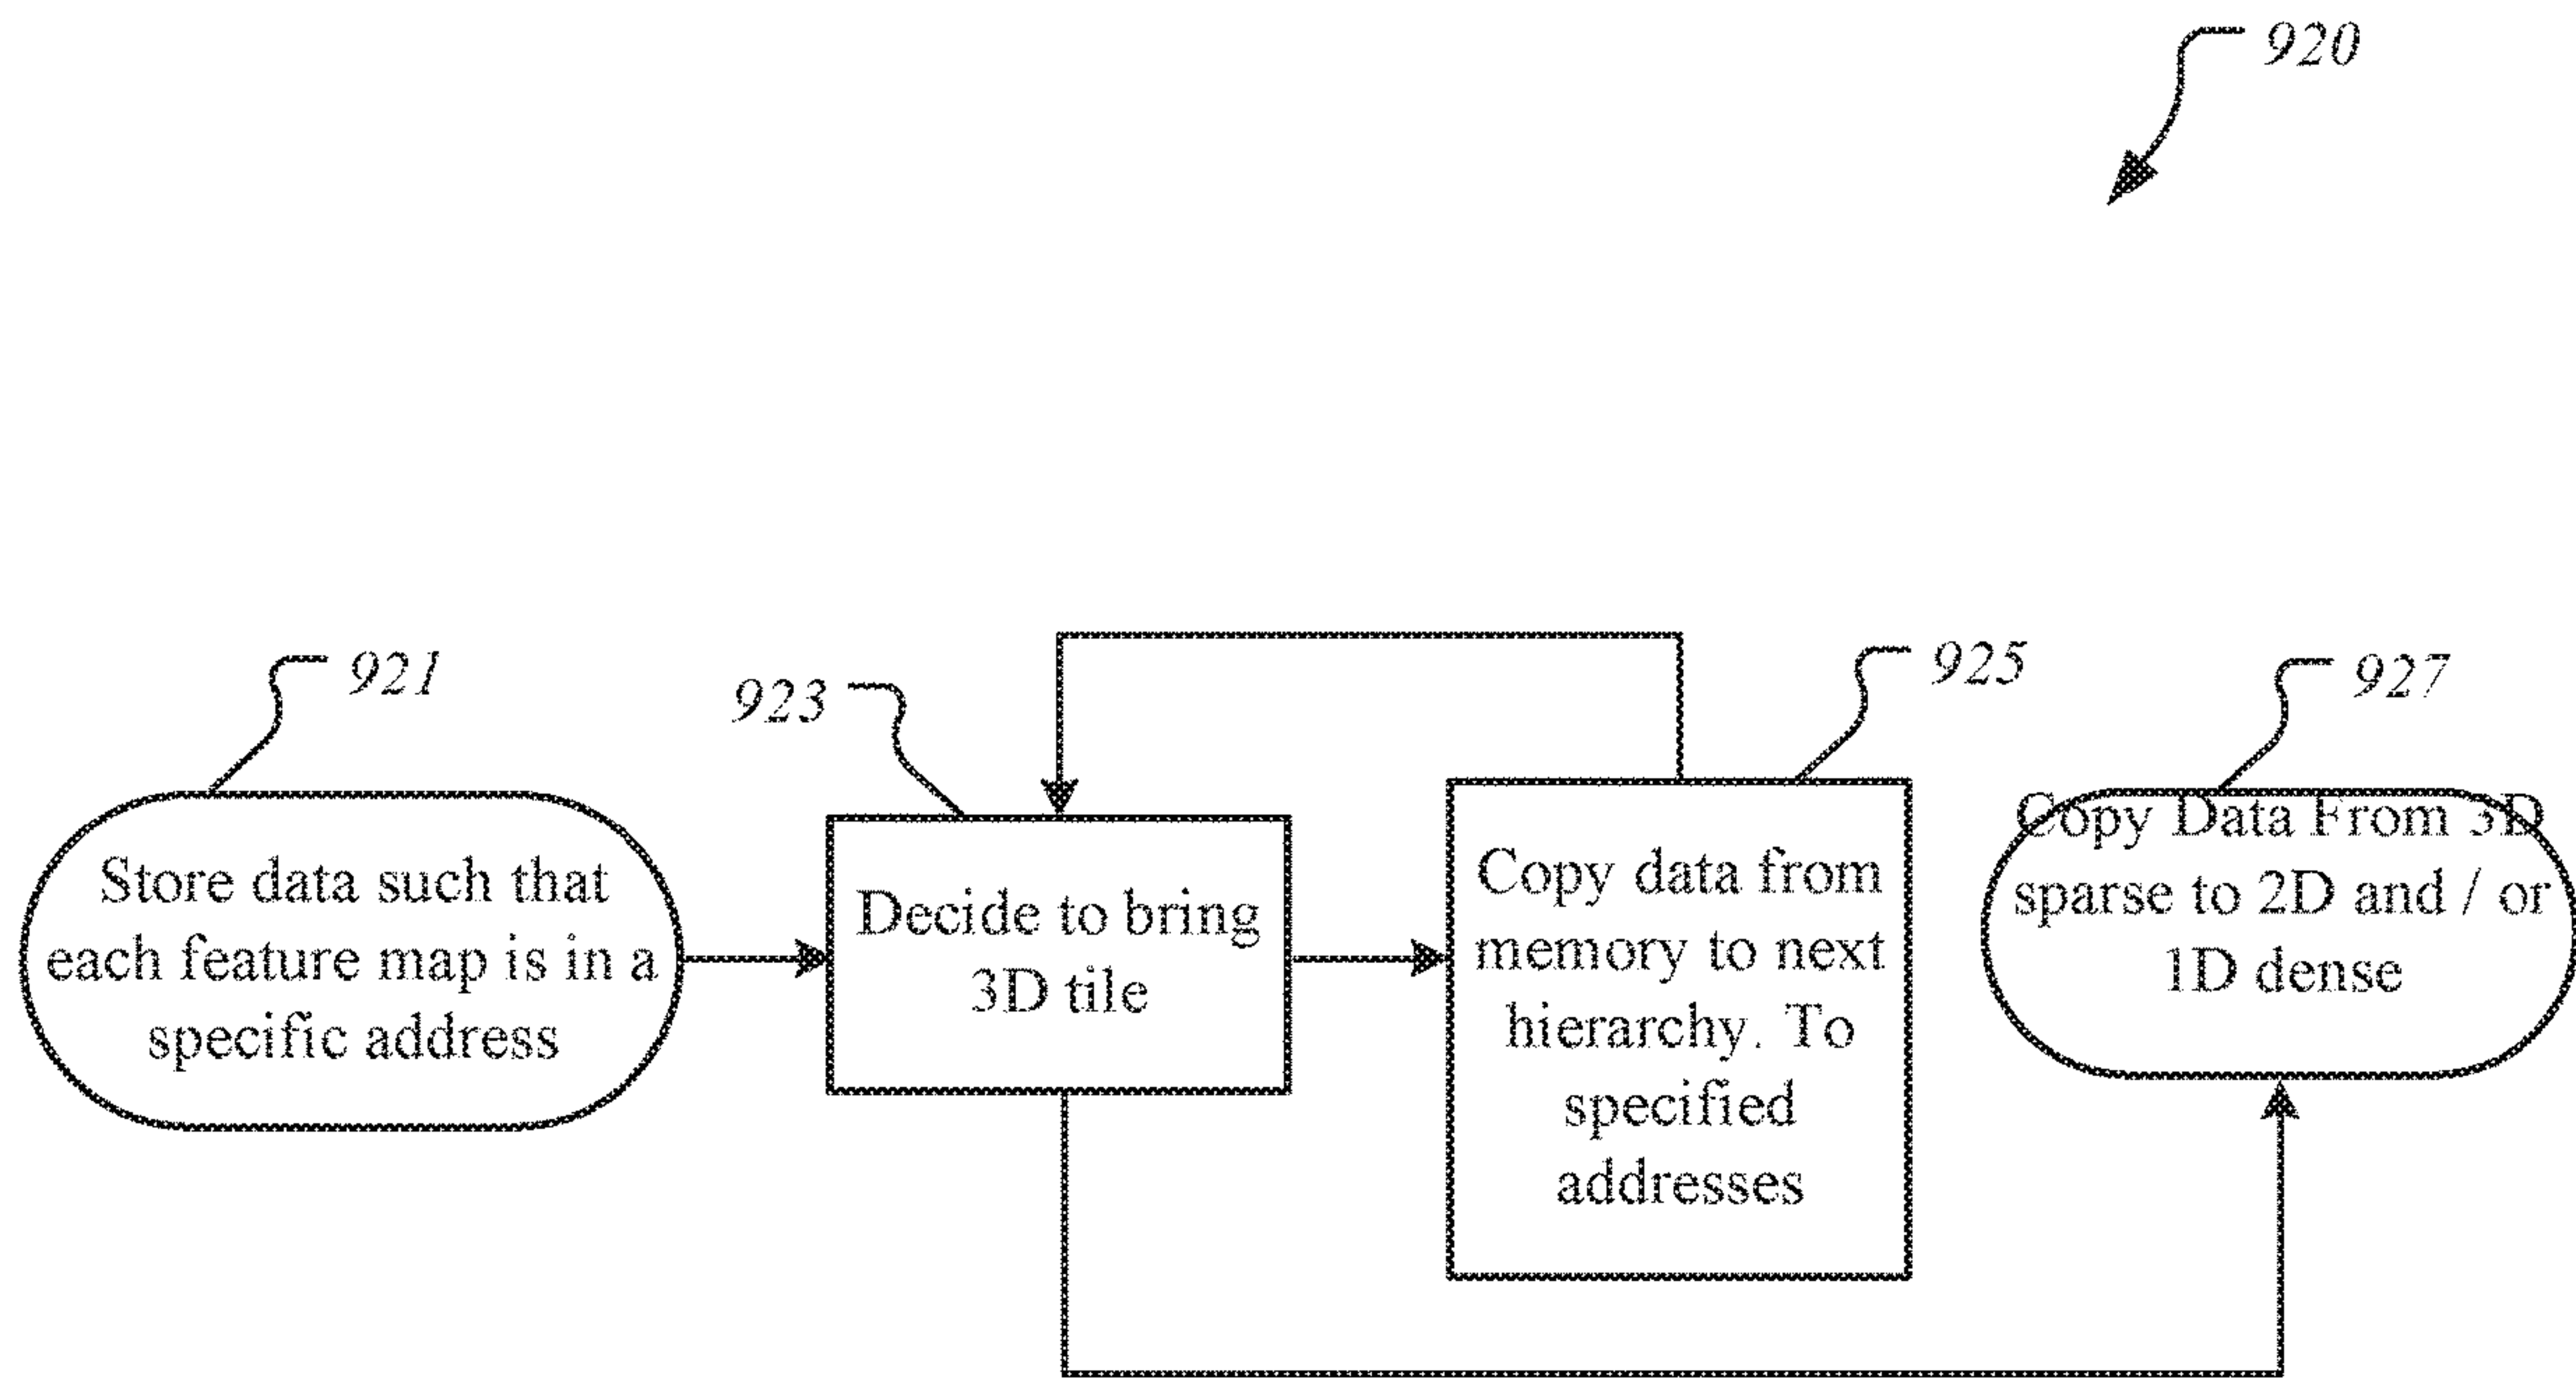 920
921
Store data such that
each feature map is in a
specific address
923
Decide to bring
3D tile
925
Copy data from
memory to next
hierarchy. To
specified
addresses
927
Copy Data From 3D
sparse to 2D and / or
1D dense